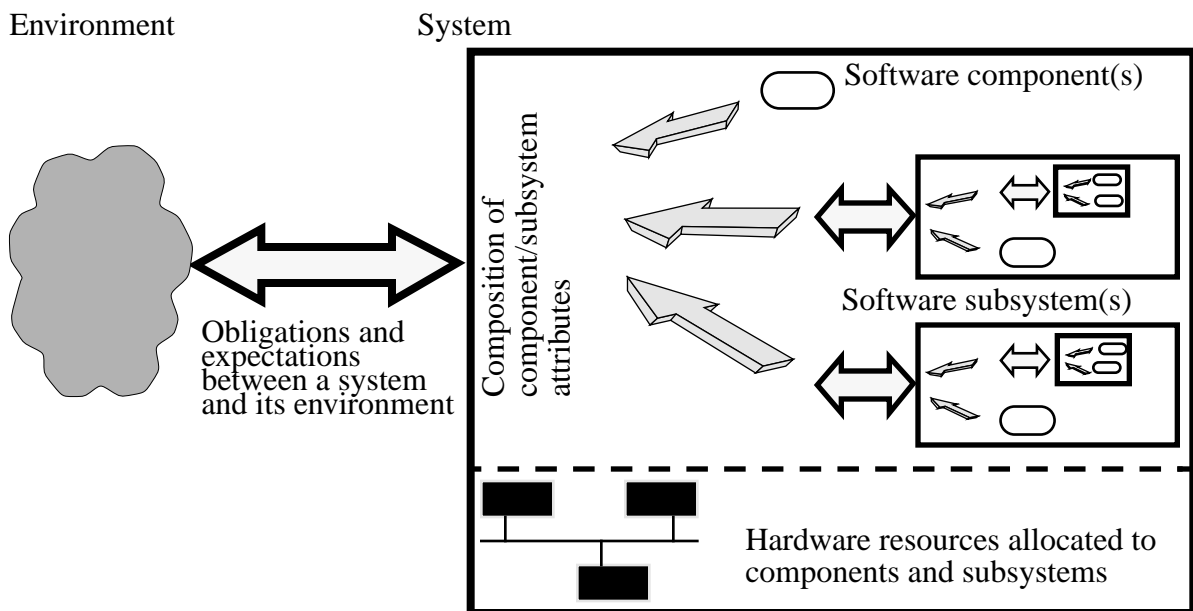 Environment
System
Software component(s)
Composition of
component/subsystem
attributes
Software subsystem(s)
Obligations and
expectations
between a system
and its environment
Hardware resources allocated to
components and subsystems